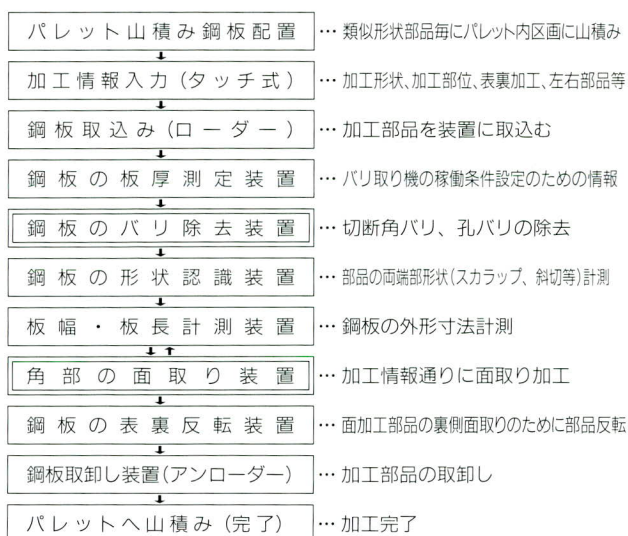 パレット山積み鋼板配置 … 類似形状部品毎にパレット内区画に山積み
加工情報入力(タッチ式) … 加工形状、加工部位、表裏加工、左右部品等
鋼板取込み(ローダー) … 加工部品を装置に取込む
鋼板の板厚測定装置 … バリ取り機の稼働条件設定のための情報
鋼板のバリ除去装置 … 切断角バリ、孔バリの除去
鋼板の形状認識装置 … 部品の両端部形状(スカラップ、斜切等)計測
板幅・板長計測装置 … 鋼板の外形寸法計測
角部の面取り装置 … 加工情報通りに面取り加工
鋼板の表裏反転装置 … 面加工部品の裏側面取りのために部品反転
鋼板取卸し装置(アンローダー) … 加工部品の取卸し
パレットへ山積み(完了) … 加工完了